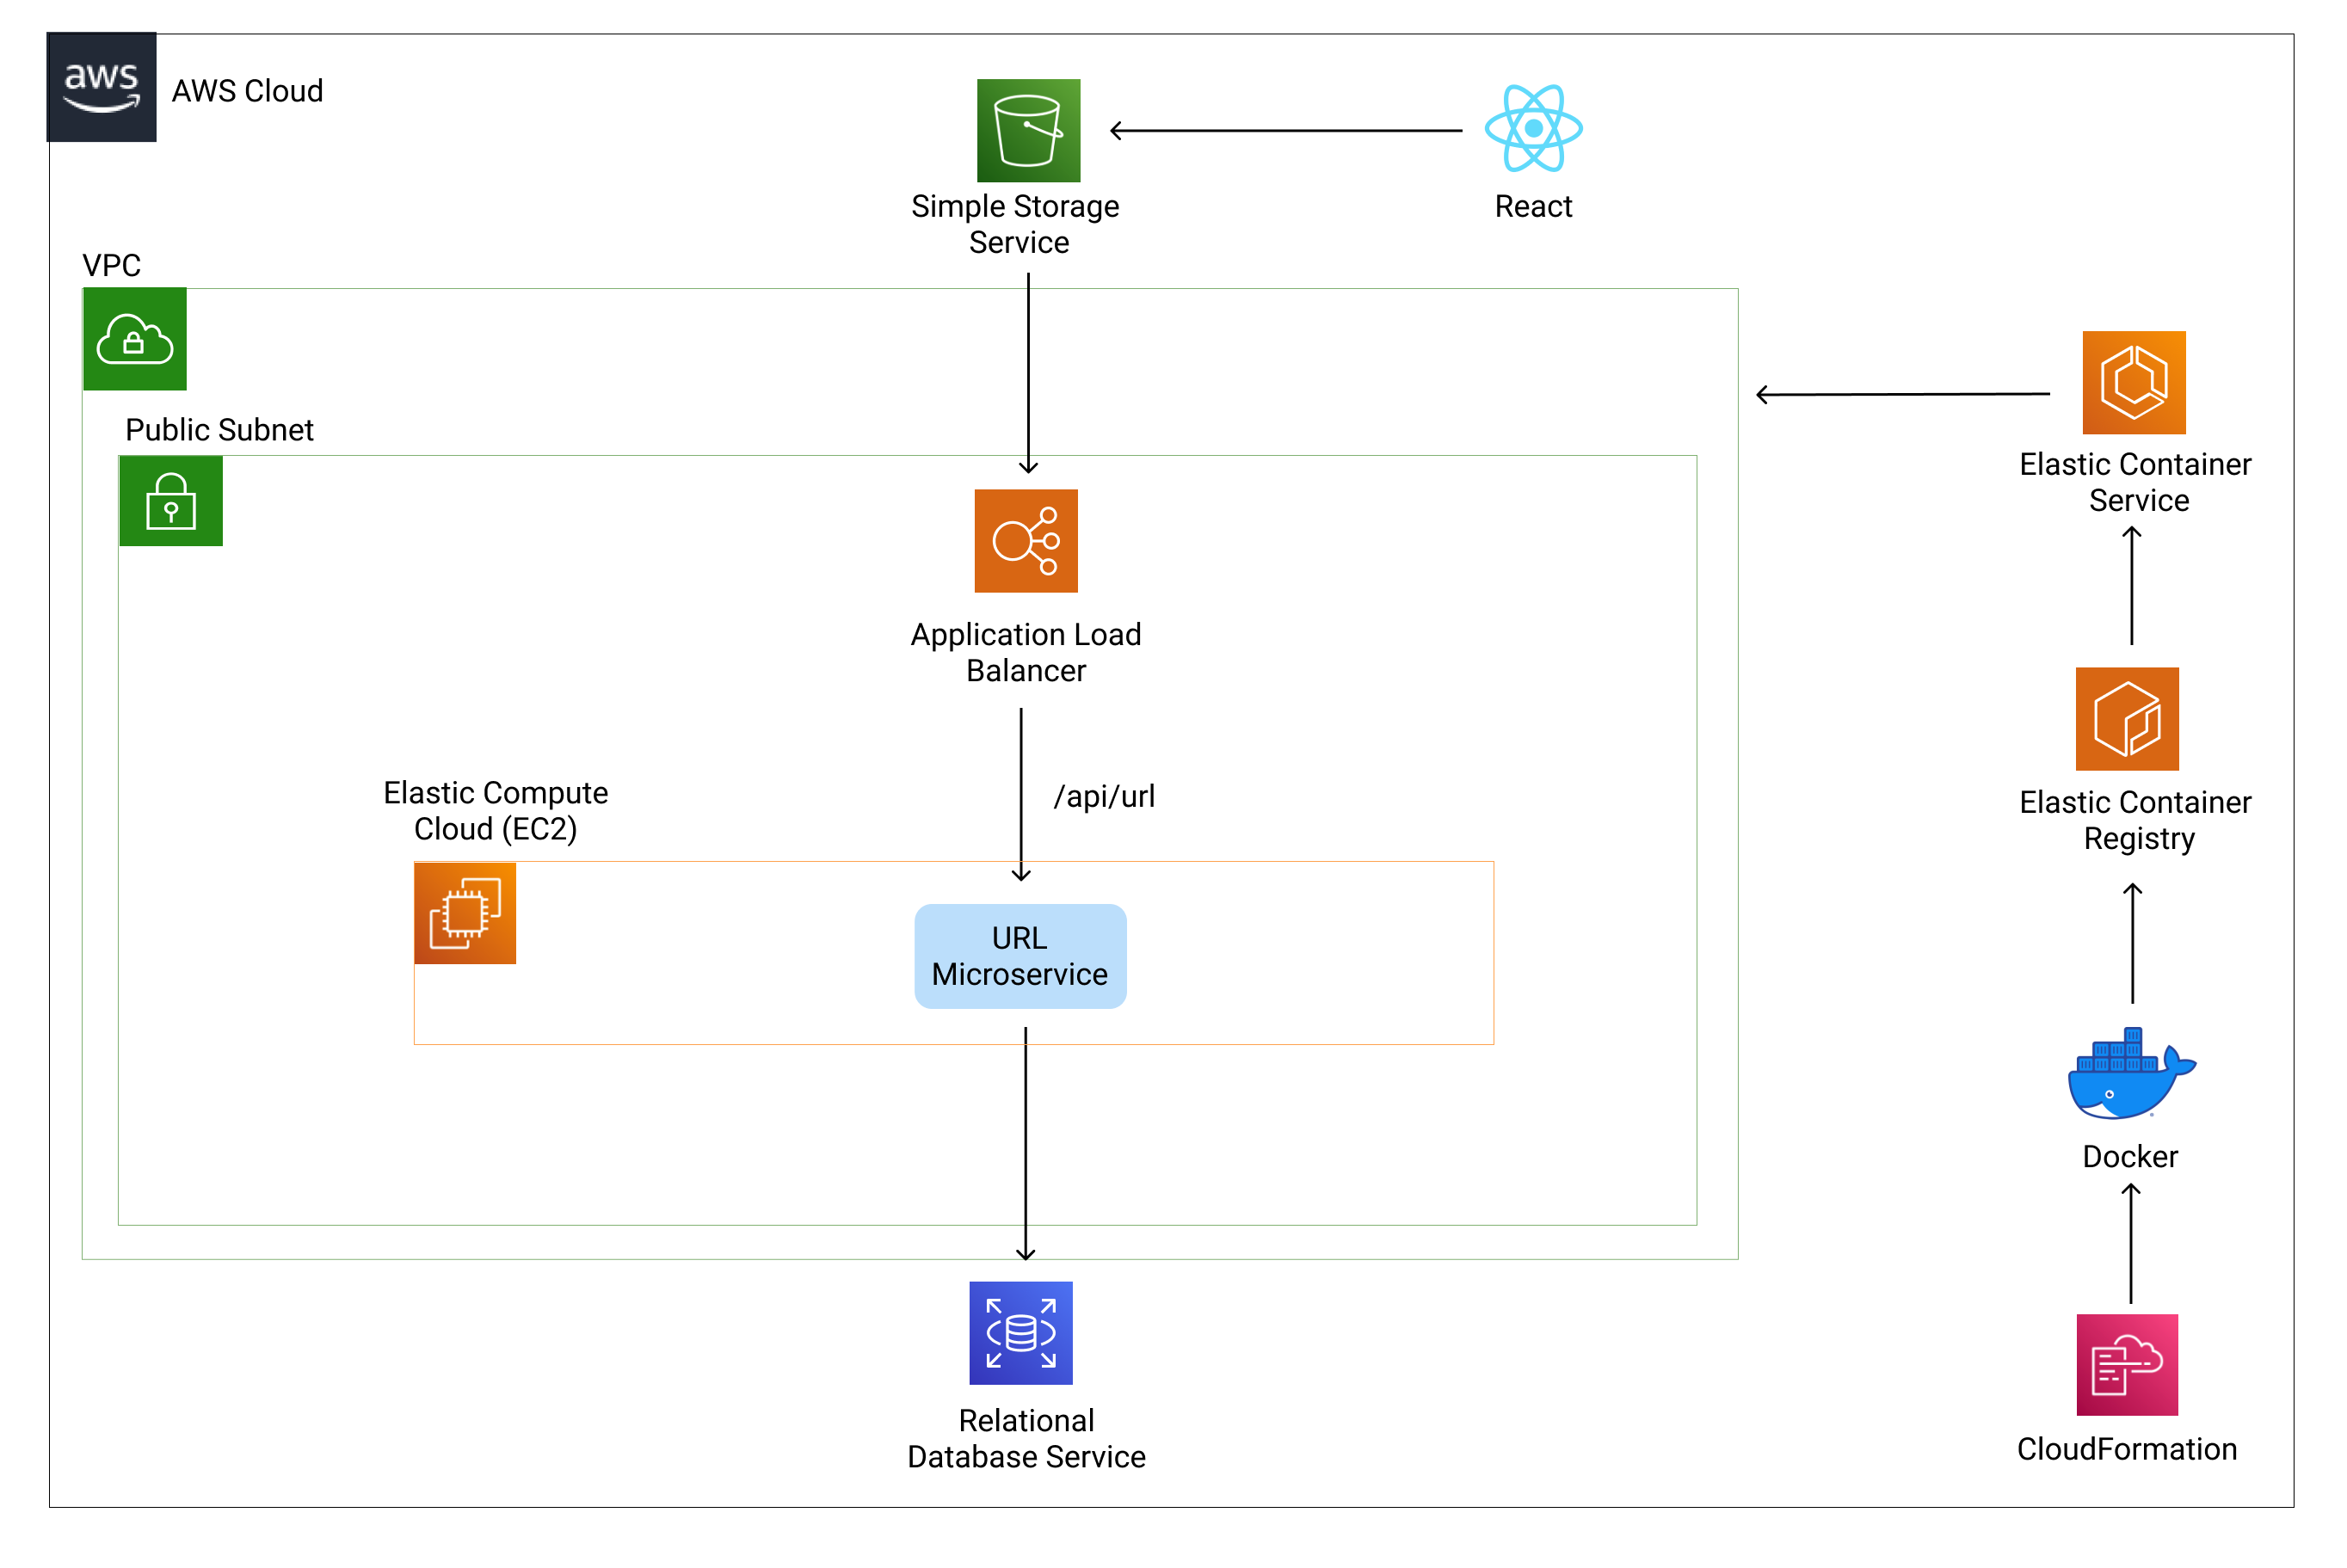 aws
AWS Cloud
Simple Storage
Service
React
VPC
Public Subnet
Elastic Container
Service
Application Load
Balancer
/api/url
Elastic Compute
Cloud (EC2)
Elastic Container
Registry
URL
Microservice
Docker
Relational
Database Service
CloudFormation